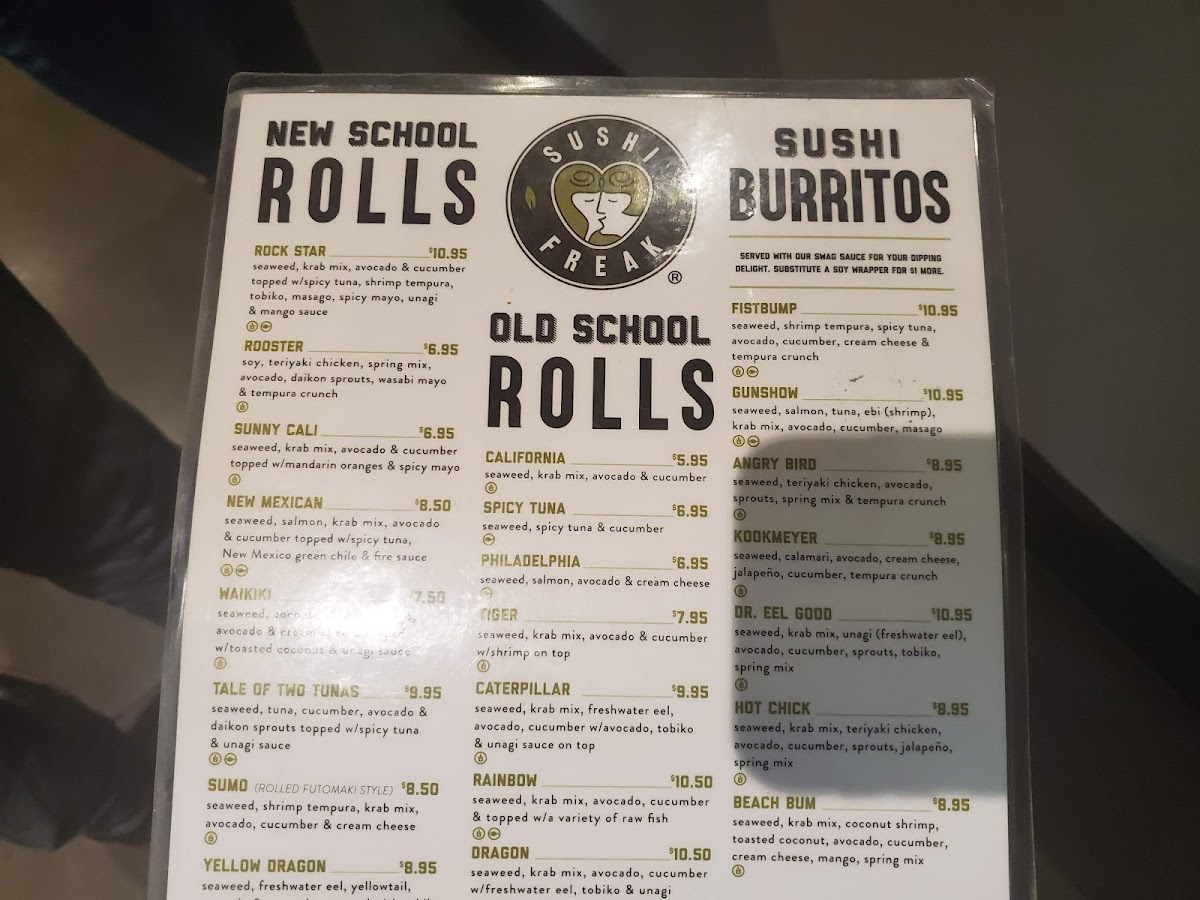 NEW SCHOOL
ROLLS
ROCK STAR $10.95
seaweed, krab mix, avocado & cucumber
topped w/spicy tuna, shrimp tempura,
tobiko, masago, spicy mayo, unagi
& mango sauce
ROOSTER $6.95
soy, teriyaki chicken, spring mix,
avocado, daikon sprouts, wasabi mayo
& tempura crunch
SUNNY CALI $6.95
seaweed, krab mix, avocado & cucumber
topped w/mandarin oranges & spicy mayo
NEW MEXICAN $8.50
seaweed, salmon, krab mix, avocado
& cucumber topped w/spicy tuna,
New Mexico green chile & fire sauce
WAIKIKI 7.50
seaweed,
avocado & cream
w/toasted coconut & unagi sauce
TALE OF TWO TUNAS $9.95
seaweed, tuna, cucumber, avocado &
daikon sprouts topped w/spicy tuna
& unagi sauce
SUMO (ROLLED FUTOMAKI STYLE) $8.50
seaweed, shrimp tempura, krab mix,
avocado, cucumber & cream cheese
YELLOW DRAGON $8.95
seaweed, freshwater eel, yellowtail,
SUSHI
FREAK
®
OLD SCHOOL
ROLLS
CALIFORNIA $5.95
seaweed, krab mix, avocado & cucumber
SPICY TUNA $6.95
seaweed, spicy tuna & cucumber
PHILADELPHIA $6.95
seaweed, salmon, avocado & cream cheese
TIGER $7.95
seaweed, krab mix, avocado & cucumber
w/shrimp on top
CATERPILLAR $9.95
seaweed, krab mix, freshwater eel,
avocado, cucumber w/avocado, tobiko
& unagi sauce on top
RAINBOW $10.50
seaweed, krab mix, avocado, cucumber
& topped w/a variety of raw fish
DRAGON $10.50
seaweed, krab mix, avocado, cucumber
w/freshwater eel, tobiko & unagi
SUSHI
BURRITOS
SERVED WITH OUR SWAG SAUCE FOR YOUR DIPPING
DELIGHT. SUBSTITUTE A SOY WRAPPER FOR $1 MORE.
FISTBUMP $10.95
seaweed, shrimp tempura, spicy tuna,
avocado, cucumber, cream cheese &
tempura crunch
GUNSHOW $10.95
seaweed, salmon, tuna, ebi (shrimp),
krab mix, avocado, cucumber, masago
ANGRY BIRD $8.95
seaweed, teriyaki chicken, avocado,
sprouts, spring mix & tempura crunch
KOOKMEYER $8.95
seaweed, calamari, avocado, cream cheese,
jalapeño, cucumber, tempura crunch
DR. EEL GOOD $10.95
seaweed, krab mix, unagi (freshwater eel),
avocado, cucumber, sprouts, tobiko,
spring mix
HOT CHICK $8.95
seaweed, krab mix, teriyaki chicken,
avocado, cucumber, sprouts, jalapeño,
spring mix
BEACH BUM $8.95
seaweed, krab mix, coconut shrimp,
toasted coconut, avocado, cucumber,
cream cheese, mango, spring mix